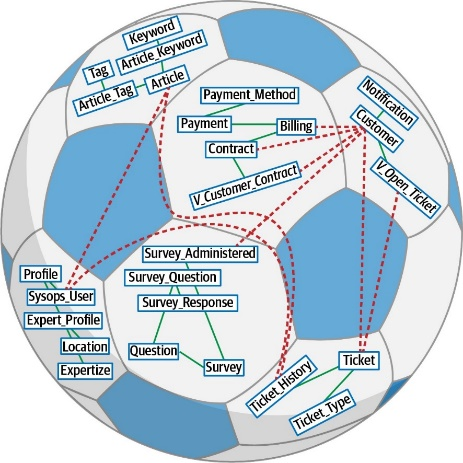 Keyword
Article_Keyword
Tag
Article
Article_Tag
Payment_Method
Payment
Billing
Contract
V_Customer_Contract
Notification
Customer
V_Open_Ticket
Profile
Sysops_User
Expert_Profile
Location
Expertize
Survey_Administered
Survey_Question
Survey_Response
Question
Survey
Ticket
Ticket_History
Ticket_Type